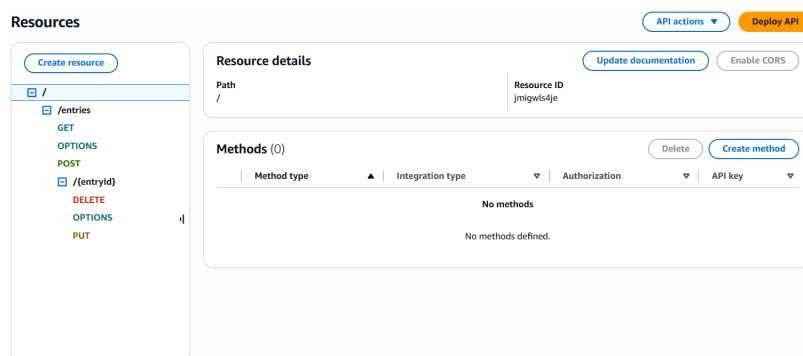 Resources
API actions
Deploy API
Create resource
/
/entries
GET
OPTIONS
POST
/{entryId}
DELETE
OPTIONS
PUT
Resource details
Update documentation
Enable CORS
Path
/
Resource ID
jmigwls4je
Methods (0)
Delete
Create method
Method type
Integration type
Authorization
API key
No methods
No methods defined.